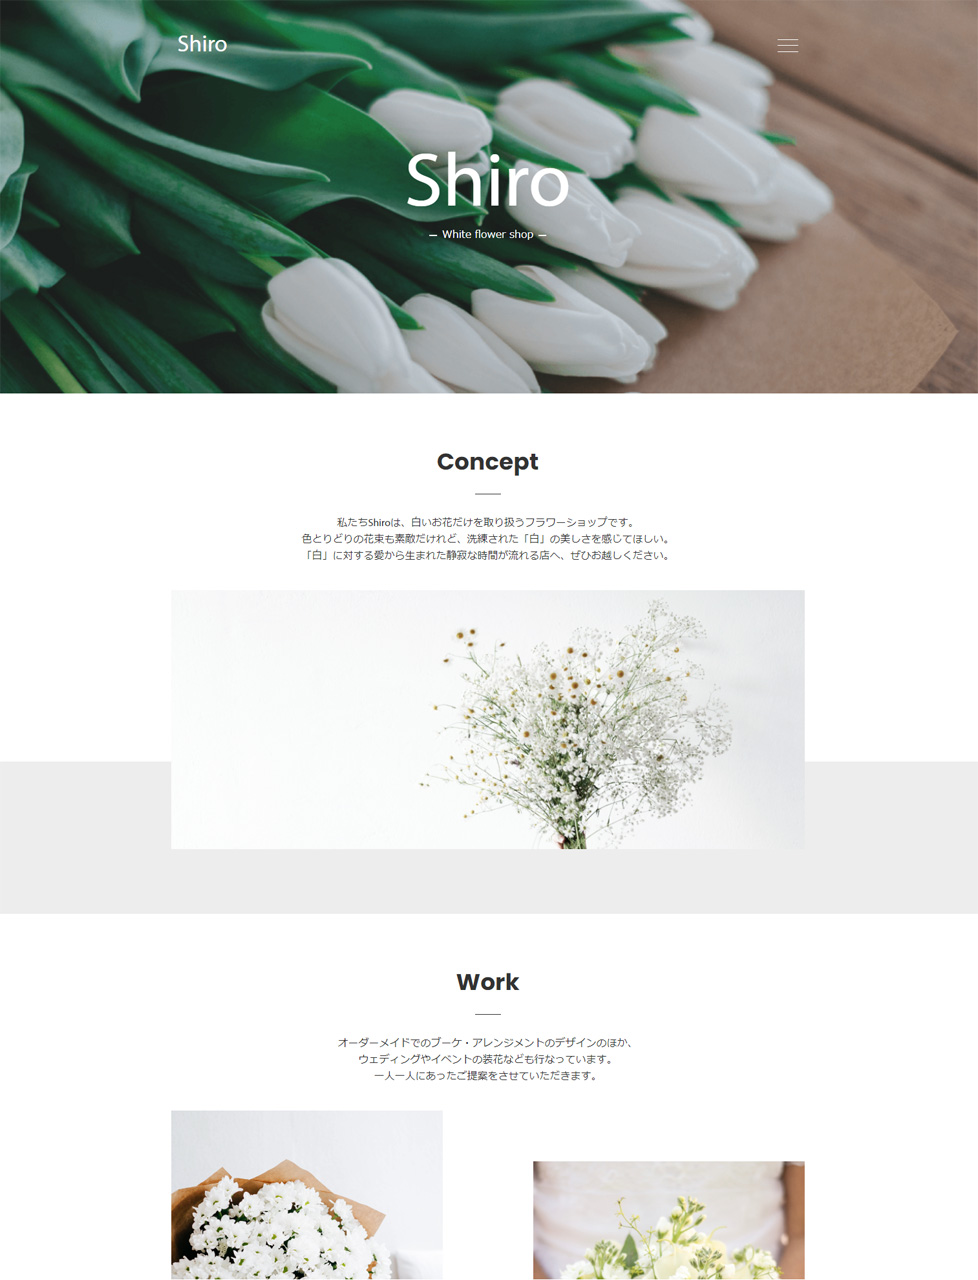 Shiro
Shiro
— White flower shop —
Concept
私たちShiroは、白いお花だけを取り扱うフラワーショップです。
色とりどりの花束も素敵だけれど、洗練された「白」の美しさを感じてほしい。
「白」に対する愛から生まれた静寂な時間が流れる店へ、ぜひお越しください。
Work
オーダーメイドでのブーケ・アレンジメントのデザインのほか、
ウェディングやイベントの装花なども行なっています。
一人一人にあったご提案をさせていただきます。